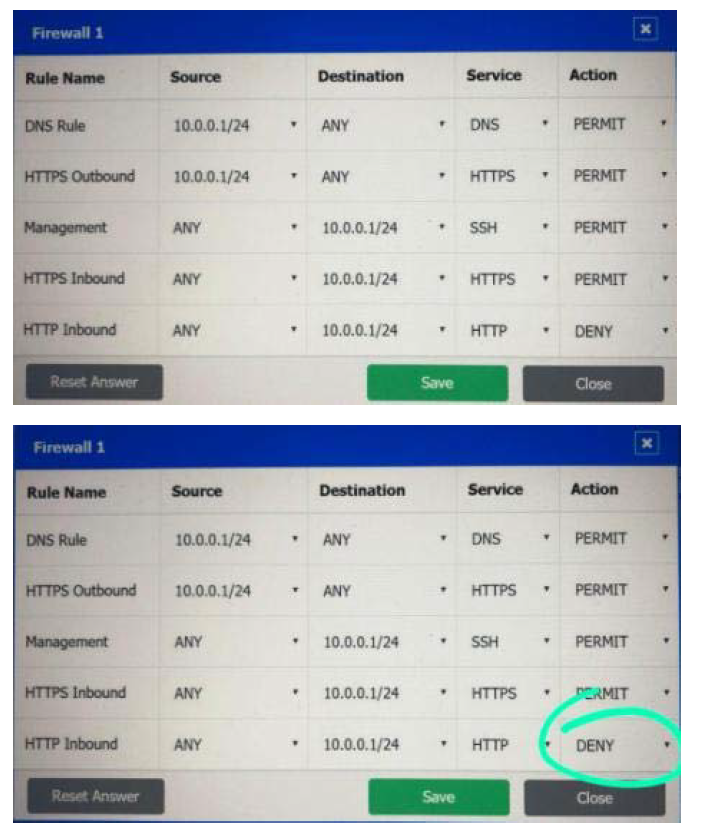 Firewall 1
Rule Name Source Destination Service Action
DNS Rule 10.0.0.1/24 ANY DNS PERMIT
HTTPS Outbound 10.0.0.1/24 ANY HTTPS PERMIT
Management ANY 10.0.0.1/24 SSH PERMIT
HTTPS Inbound ANY 10.0.0.1/24 HTTPS PERMIT
HTTP Inbound ANY 10.0.0.1/24 HTTP DENY
Reset Answer Save Close
Firewall 1
Rule Name Source Destination Service Action
DNS Rule 10.0.0.1/24 ANY DNS PERMIT
HTTPS Outbound 10.0.0.1/24 ANY HTTPS PERMIT
Management ANY 10.0.0.1/24 SSH PERMIT
HTTPS Inbound ANY 10.0.0.1/24 HTTPS PERMIT
HTTP Inbound ANY 10.0.0.1/24 HTTP DENY
Reset Answer Save Close